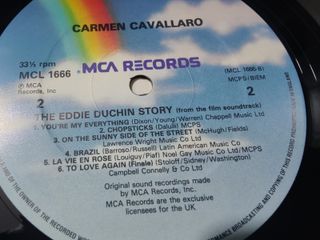 CARMEN CAVALLARO
33⅓ rpm
MCL 1666
MCA RECORDS
℗ MCA
Records, Inc
(MCL 1666-B)
MCPS/BIEM
2
2
THE EDDIE DUCHIN STORY (from the film soundtrack)
1. YOU'RE MY EVERYTHING (Dixon/Young/Warren) Chappell Music Ltd
2. CHOPSTICKS (Dalulli) MCPS
3. ON THE SUNNY SIDE OF THE STREET (McHugh/Fields)
Lawrence Wright Music Co Ltd
4. BRAZIL (Barroso/Russell) Latin American Music Co
5. LA VIE EN ROSE (Louiguy/Piaf) Noel Gay Music Co Ltd/MCPS
6. TO LOVE AGAIN (Finale) (Stoloff/Sidney/Washington)
Campbell Connelly & Co Ltd
Original sound recordings made
by MCA Records, Inc.
MCA Records are the exclusive
licensees for the UK